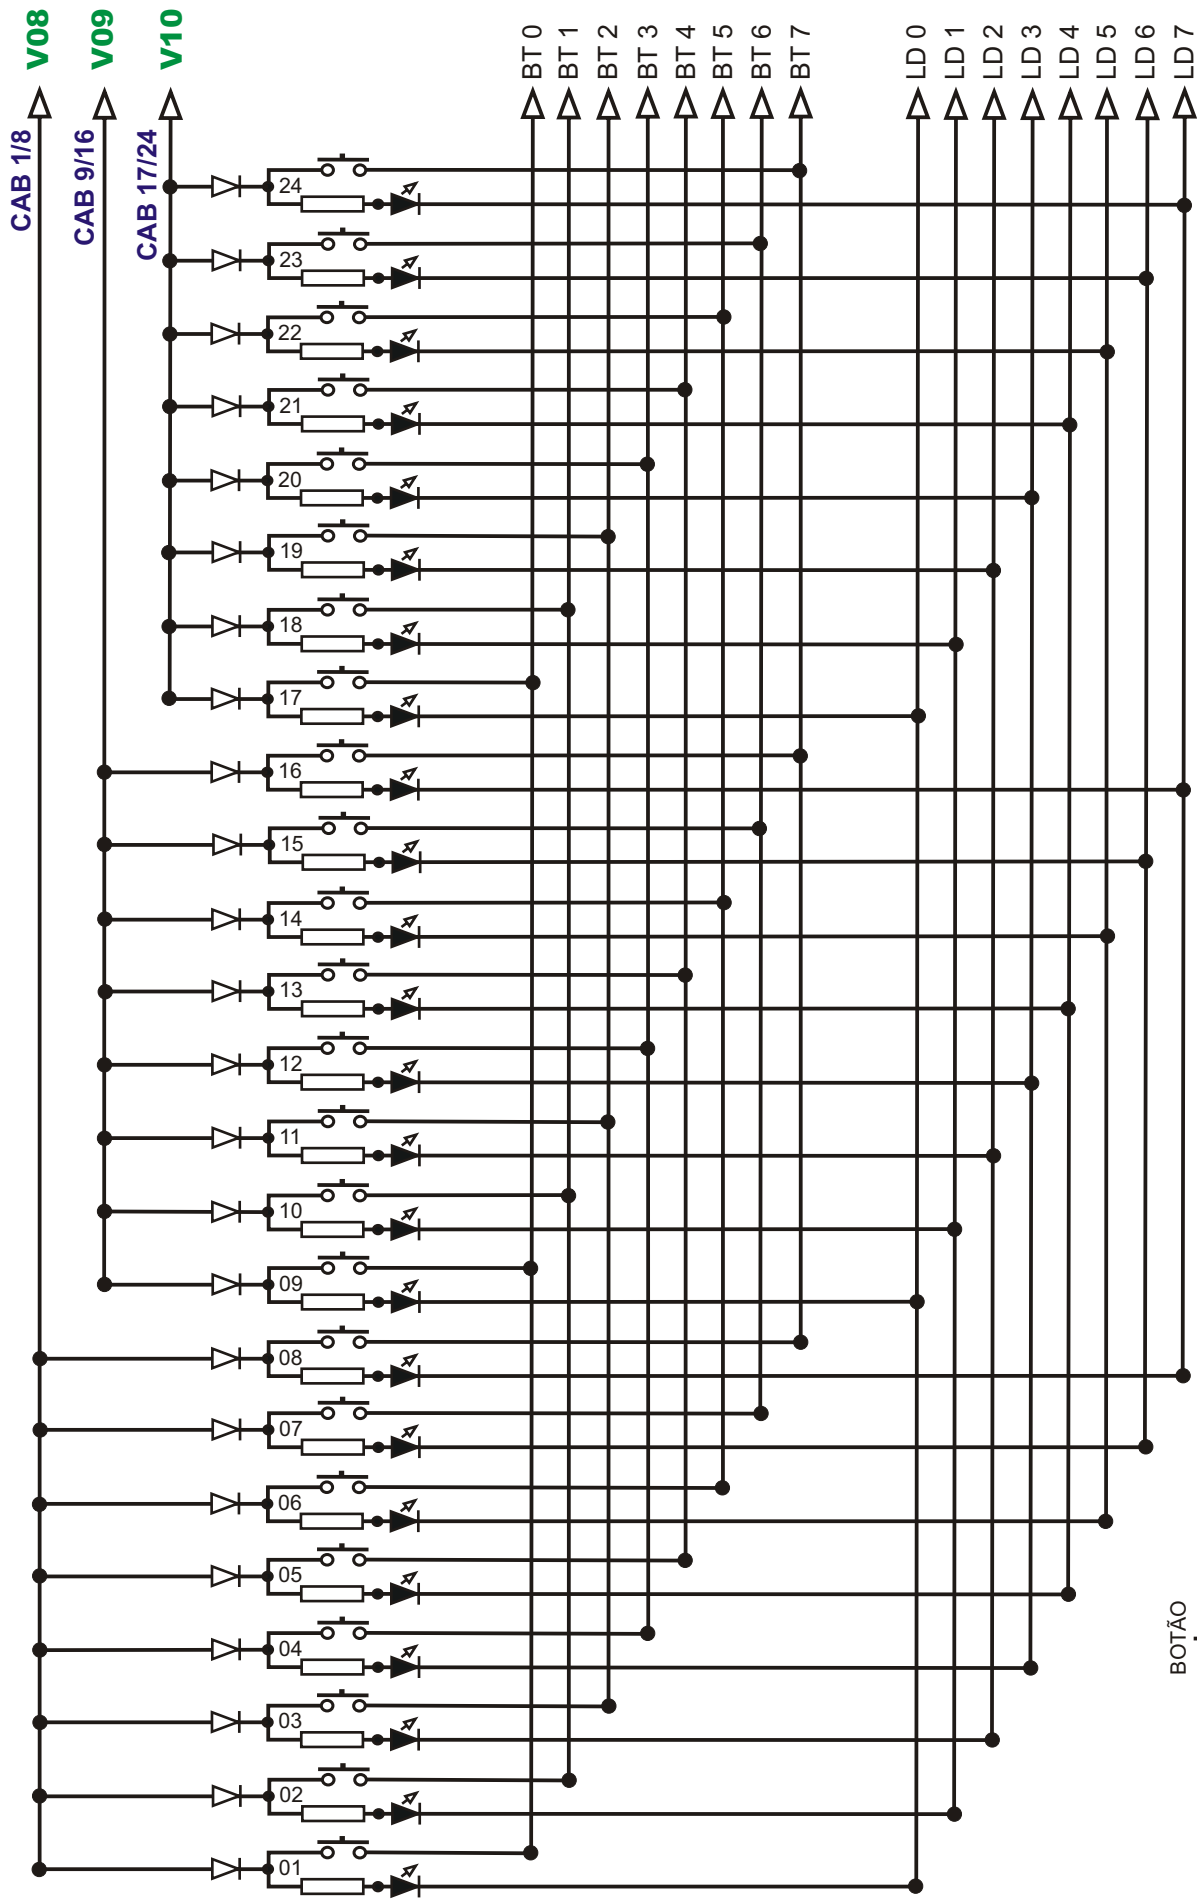 V08
V09
V10
CAB 1/8
CAB 9/16
CAB 17/24
BT 0
BT 1
BT 2
BT 3
BT 4
BT 5
BT 6
BT 7
LD 0
LD 1
LD 2
LD 3
LD 4
LD 5
LD 6
LD 7
24
23
22
21
20
19
18
17
16
15
14
13
12
11
10
09
08
07
06
05
04
03
02
01
BOTÃO